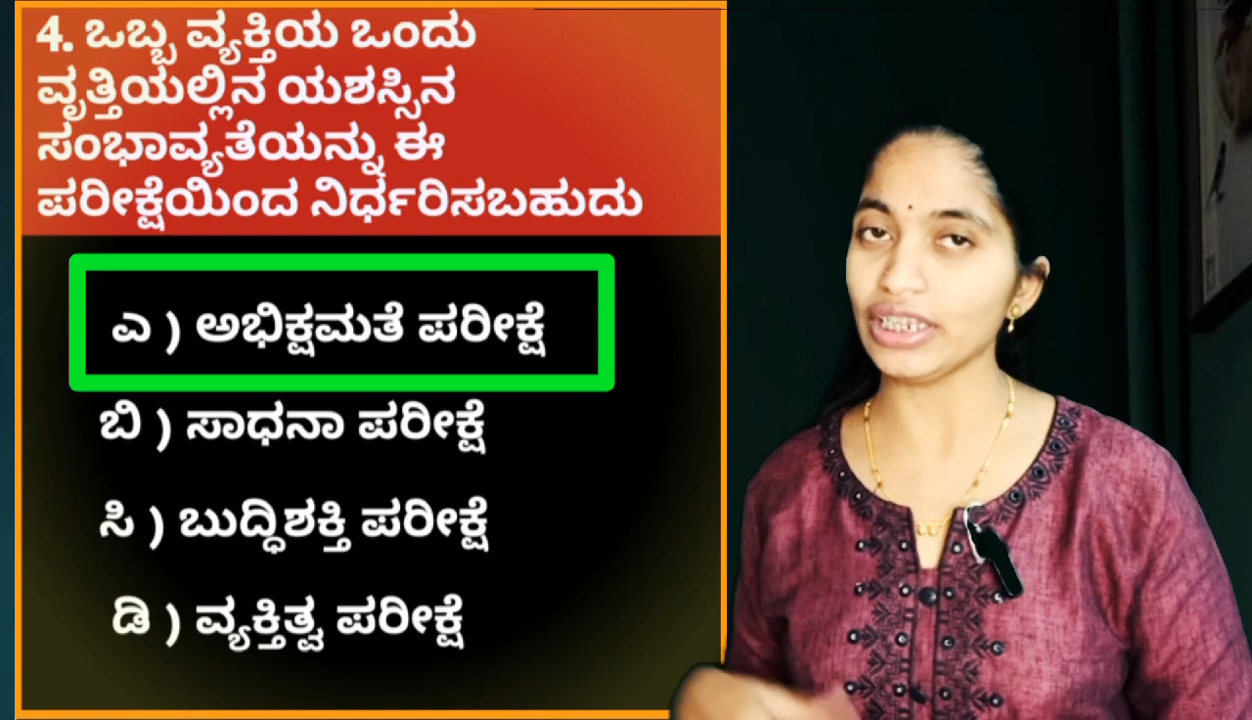 4. ಒಬ್ಬ ವ್ಯಕ್ತಿಯ ಒಂದು
ವೃತ್ತಿಯಲ್ಲಿನ ಯಶಸ್ಸಿನ
ಸಂಭಾವ್ಯತೆಯನ್ನು ಈ
ಪರೀಕ್ಷೆಯಿಂದ ನಿರ್ಧರಿಸಬಹುದು
ಎ ) ಅಭಿಕ್ಷಮತೆ ಪರೀಕ್ಷೆ
ಬಿ ) ಸಾಧನಾ ಪರೀಕ್ಷೆ
ಸಿ ) ಬುದ್ಧಿಶಕ್ತಿ ಪರೀಕ್ಷೆ
ಡಿ ) ವ್ಯಕ್ತಿತ್ವ ಪರೀಕ್ಷೆ